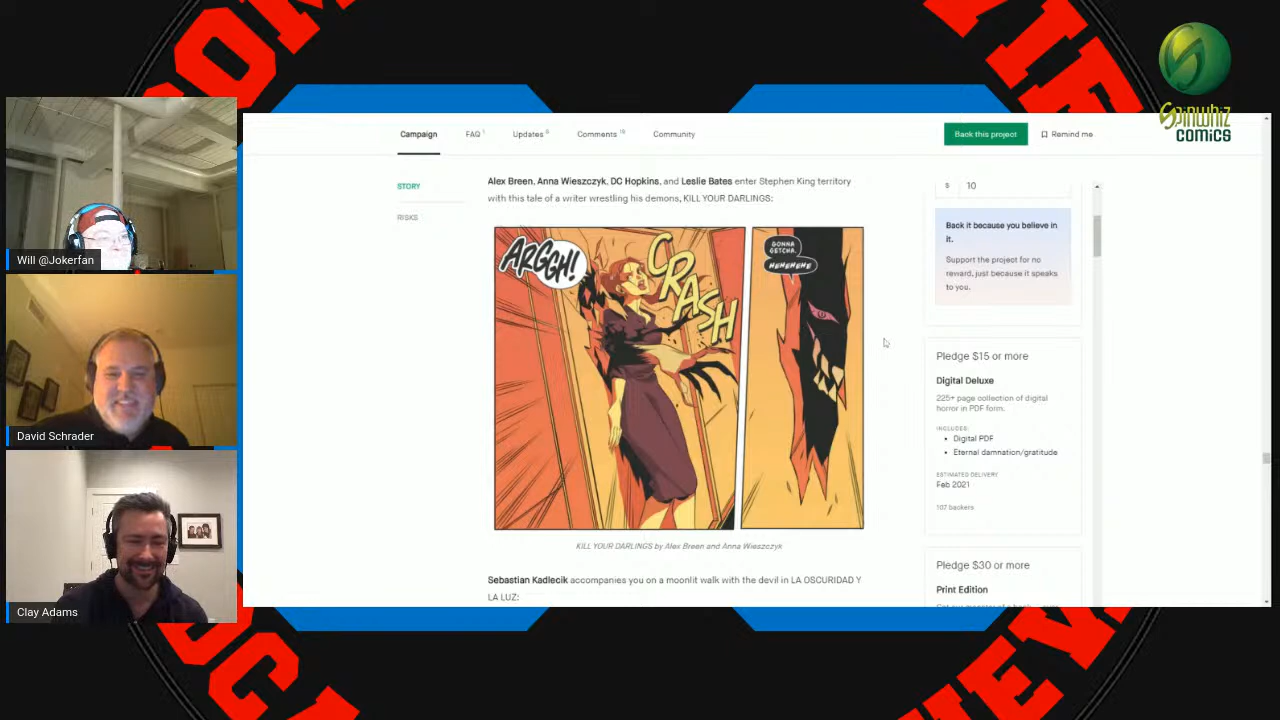 Spinwhiz
COMICS
Will @Jokerfan
David Schrader
Clay Adams
Campaign
FAQ 1
Updates
Comments
Community
Back this project
Remind me
STORY
RISKS
Alex Breen, Anna Wieszczyk, DC Hopkins, and Leslie Bates enter Stephen King territory
with this tale of a writer wrestling his demons, KILL YOUR DARLINGS:
ARGGH!
CRASH
GONNA
GETCHA.
HEHEHEHE
KILL YOUR DARLINGS by Alex Breen and Anna Wieszczyk
Sebastian Kadlecik accompanies you on a moonlit walk with the devil in LA OSCURIDAD Y
LA LUZ:
$ 10
Back it because you believe in
it.
Support the project for no
reward, just because it speaks
to you.
Pledge $15 or more
Digital Deluxe
225+ page collection of digital
horror in PDF form.
INCLUDES:
• Digital PDF
• Eternal damnation/gratitude
ESTIMATED DELIVERY
Feb 2021
107 backers
Pledge $30 or more
Print Edition